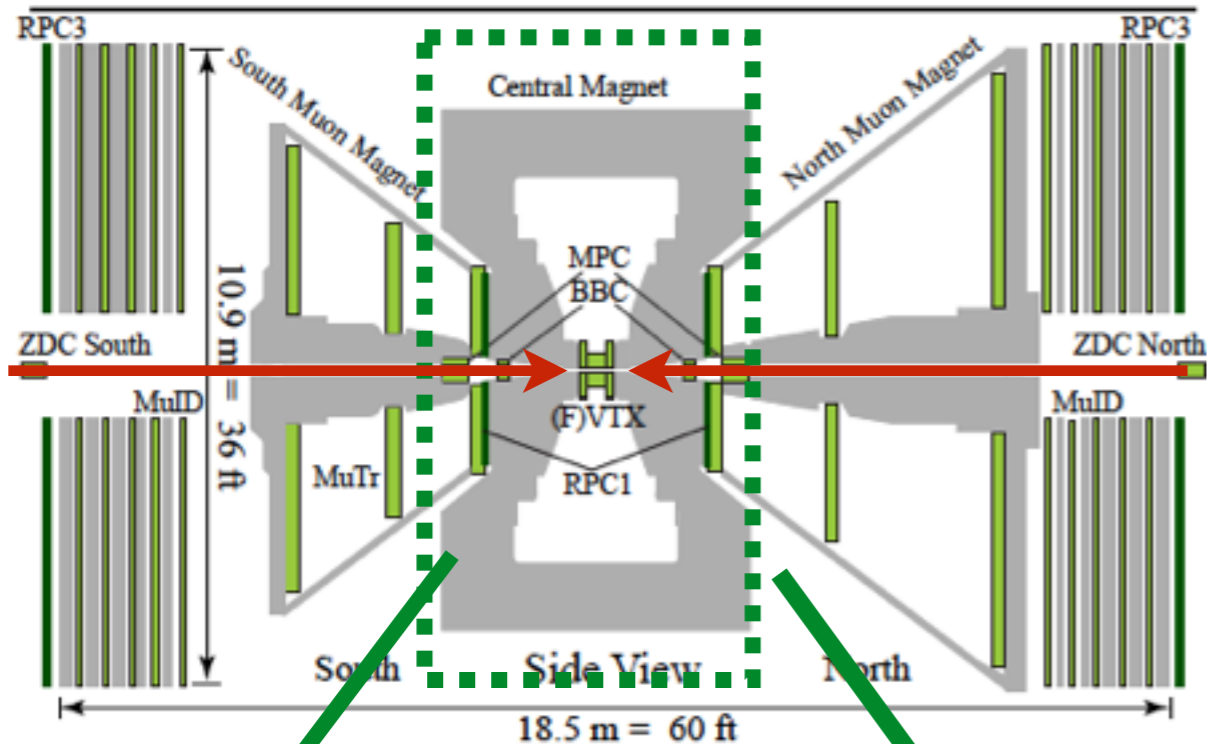 RPC3
RPC3
South Muon Magnet
Central Magnet
North Muon Magnet
MPC
BBC
10.9 m = 36 ft
ZDC South
ZDC North
MuID
(F)VTX
MuID
MuTr
RPC1
South
Side View
North
18.5 m = 60 ft